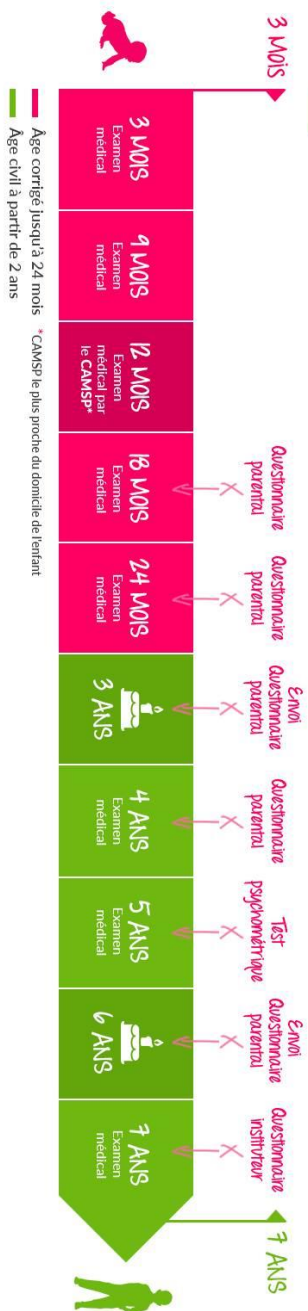 3 MOIS
7 ANS
Questionnaire
parental
Questionnaire
parental
Envoi
Questionnaire
parental
Questionnaire
parental
Test
psychométrique
Envoi
Questionnaire
parental
Questionnaire
instituteur
3 MOIS
Examen
médical
9 MOIS
Examen
médical
12 MOIS
Examen
médical par
le CAMSP*
18 MOIS
Examen
médical
24 MOIS
Examen
médical
3 ANS
4 ANS
Examen
médical
5 ANS
Examen
médical
6 ANS
7 ANS
Examen
médical
Âge corrigé jusqu'à 24 mois
*CAMSP le plus proche du domicile de l'enfant
Âge civil à partir de 2 ans